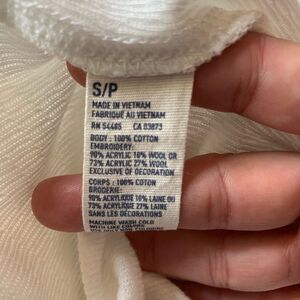 S/P
MADE IN VIETNAM
FABRIQUÉ AU VIETNAM
RN 54485 CA 03873
BODY: 100% COTTON
EMBROIDERY:
90% ACRYLIC 10% WOOL OR
73% ACRYLIC 27% WOOL
EXCLUSIVE OF DECORATION
CORPS: 100% COTON
BRODERIE:
90% ACRYLIQUE 10% LAINE OU
73% ACRYLIQUE 27% LAINE
SANS LES DÉCORATIONS
MACHINE WASH COLD
WITH LIKE COLORS